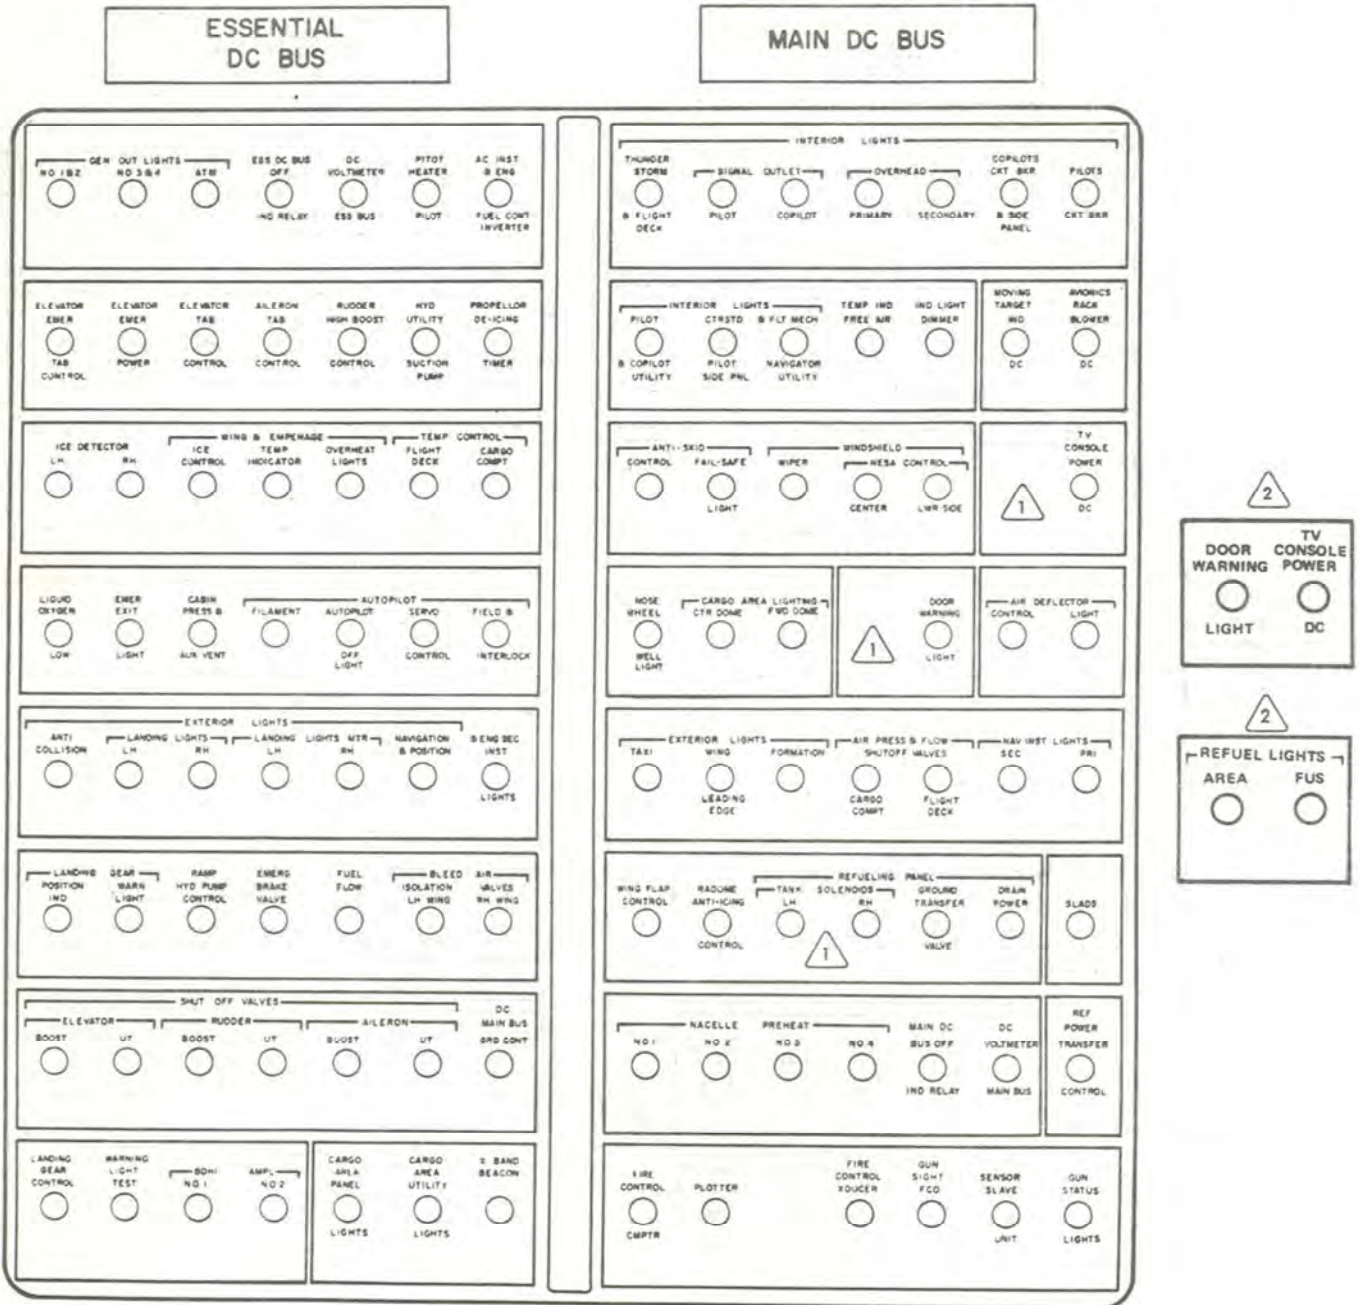 ESSENTIAL
DC BUS
MAIN DC BUS
GEN OUT LIGHTS
NO 1&2 NO 3&4 ATM
ESS DC BUS
OFF
IND RELAY
DC
VOLTMETER
ESS BUS
PITOT
HEATER
PILOT
AC INST
& ENG
FUEL CONT
INVERTER
ELEVATOR
EMER
TAB
CONTROL
ELEVATOR
EMER
POWER
ELEVATOR
TAB
CONTROL
AILERON
TAB
CONTROL
RUDDER
HIGH BOOST
CONTROL
HYD
UTILITY
SUCTION
PUMP
PROPELLOR
DE-ICING
TIMER
ICE DETECTOR
LH RH
WING & EMPENAGE
ICE
CONTROL
TEMP
INDICATOR
OVERHEAT
LIGHTS
TEMP CONTROL
FLIGHT
DECK
CARGO
COMPT
LIQUID
OXYGEN
LOW
EMER
EXIT
LIGHT
CABIN
PRESS &
AUX VENT
AUTOPILOT
FILAMENT
AUTOPILOT
OFF
LIGHT
SERVO
CONTROL
FIELD &
INTERLOCK
EXTERIOR LIGHTS
ANTI
COLLISION
LANDING LIGHTS
LH RH
LANDING LIGHTS MTR
LH RH
NAVIGATION
& POSITION
& ENG SEC
INST
LIGHTS
LANDING GEAR
POSITION
IND
WARN
LIGHT
RAMP
HYD PUMP
CONTROL
EMERG
BRAKE
VALVE
FUEL
FLOW
BLEED AIR
ISOLATION VALVES
LH WING RH WING
SHUT OFF VALVES
ELEVATOR
BOOST UT
RUDDER
BOOST UT
AILERON
BOOST UT
DC
MAIN BUS
GRD CONT
LANDING
GEAR
CONTROL
WARNING
LIGHT
TEST
BDHI AMPL
NO 1 NO 2
CARGO
AREA
PANEL
LIGHTS
CARGO
AREA
UTILITY
LIGHTS
X BAND
BEACON
INTERIOR LIGHTS
THUNDER
STORM
& FLIGHT
DECK
SIGNAL OUTLET
PILOT COPILOT
OVERHEAD
PRIMARY SECONDARY
COPILOTS
CKT BKR
& SIDE
PANEL
PILOTS
CKT BKR
INTERIOR LIGHTS
PILOT
& COPILOT
UTILITY
CTRSTD
PILOT
SIDE PNL
& FLT MECH
NAVIGATOR
UTILITY
TEMP IND
FREE AIR
IND LIGHT
DIMMER
MOVING
TARGET
IND
DC
AVIONICS
RACK
BLOWER
DC
ANTI-SKID
CONTROL
FAIL-SAFE
LIGHT
WINDSHIELD
WIPER
NESA CONTROL
CENTER LWR SIDE
1
TV
CONSOLE
POWER
DC
NOSE
WHEEL
WELL
LIGHT
CARGO AREA LIGHTING
CTR DOME FWD DOME
1
DOOR
WARNING
LIGHT
AIR DEFLECTOR
CONTROL LIGHT
EXTERIOR LIGHTS
TAXI
WING
LEADING
EDGE
FORMATION
AIR PRESS & FLOW
SHUTOFF VALVES
CARGO
COMPT
FLIGHT
DECK
NAV INST LIGHTS
SEC PRI
WING FLAP
CONTROL
RADOME
ANTI-ICING
CONTROL
REFUELING PANEL
TANK SOLENOIDS
LH RH
1
GROUND
TRANSFER
VALVE
DRAIN
POWER
SLADS
NACELLE PREHEAT
NO 1 NO 2 NO 3 NO 4
MAIN DC
BUS OFF
IND RELAY
DC
VOLTMETER
MAIN BUS
REF
POWER
TRANSFER
CONTROL
FIRE
CONTROL
CMPTR
PLOTTER
FIRE
CONTROL
XDUCER
GUN
SIGHT
FCO
SENSOR
SLAVE
UNIT
GUN
STATUS
LIGHTS
2
DOOR
WARNING
LIGHT
TV
CONSOLE
POWER
DC
2
REFUEL LIGHTS
AREA FUS